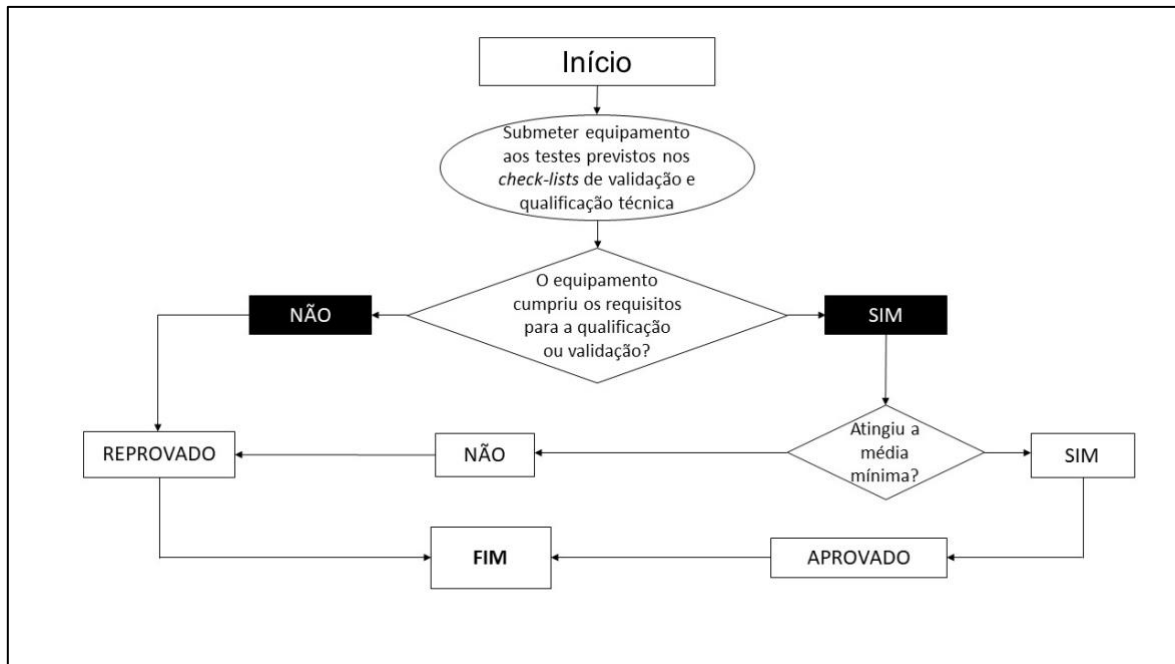 Início
Submeter equipamento
aos testes previstos nos
check-lists de validação e
qualificação técnica
O equipamento
cumpriu os requisitos
para a qualificação
ou validação?
NÃO
SIM
Atingiu a
média
mínima?
REPROVADO
NÃO
SIM
FIM
APROVADO